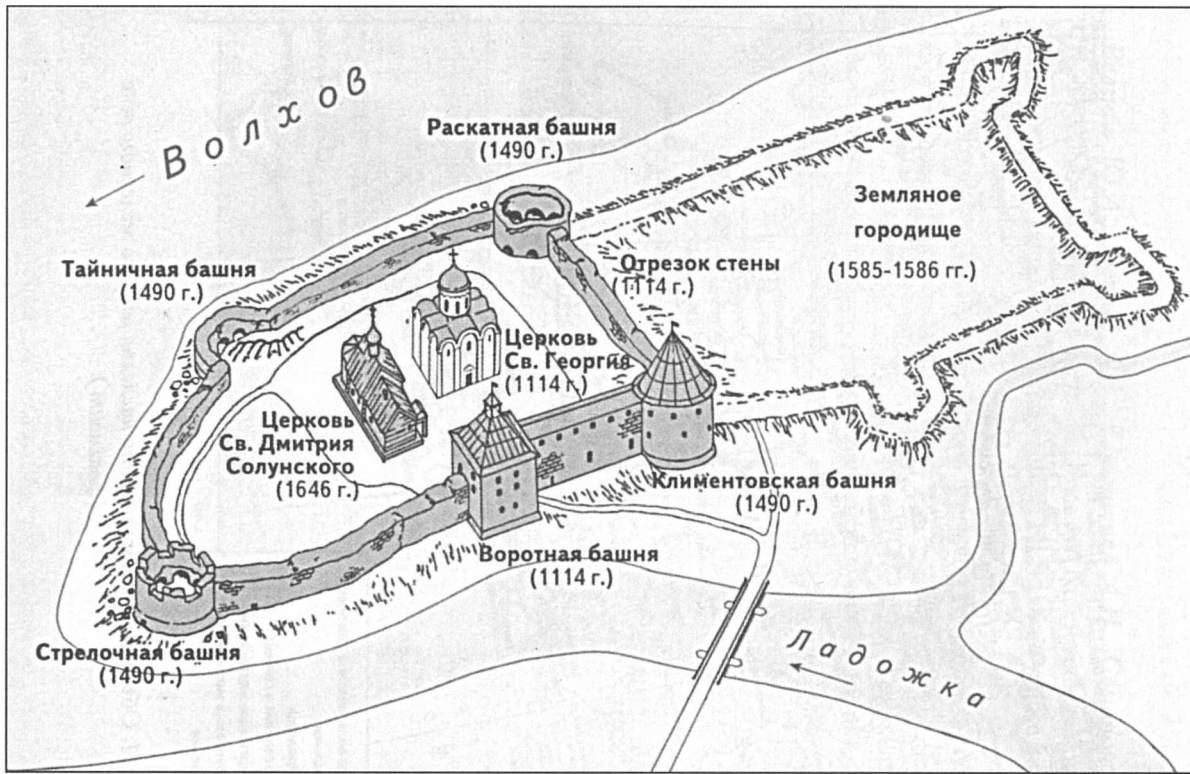 Волхов
Раскатная башня
(1490 г.)
Земляное
городище
(1585-1586 гг.)
Тайничная башня
(1490 г.)
Отрезок стены
(1114 г.)
Церковь
Св. Георгия
(1114 г.)
Церковь
Св. Дмитрия
Солунского
(1646 г.)
Климентовская башня
(1490 г.)
Воротная башня
(1114 г.)
Стрелочная башня
(1490 г.)
Ладожка